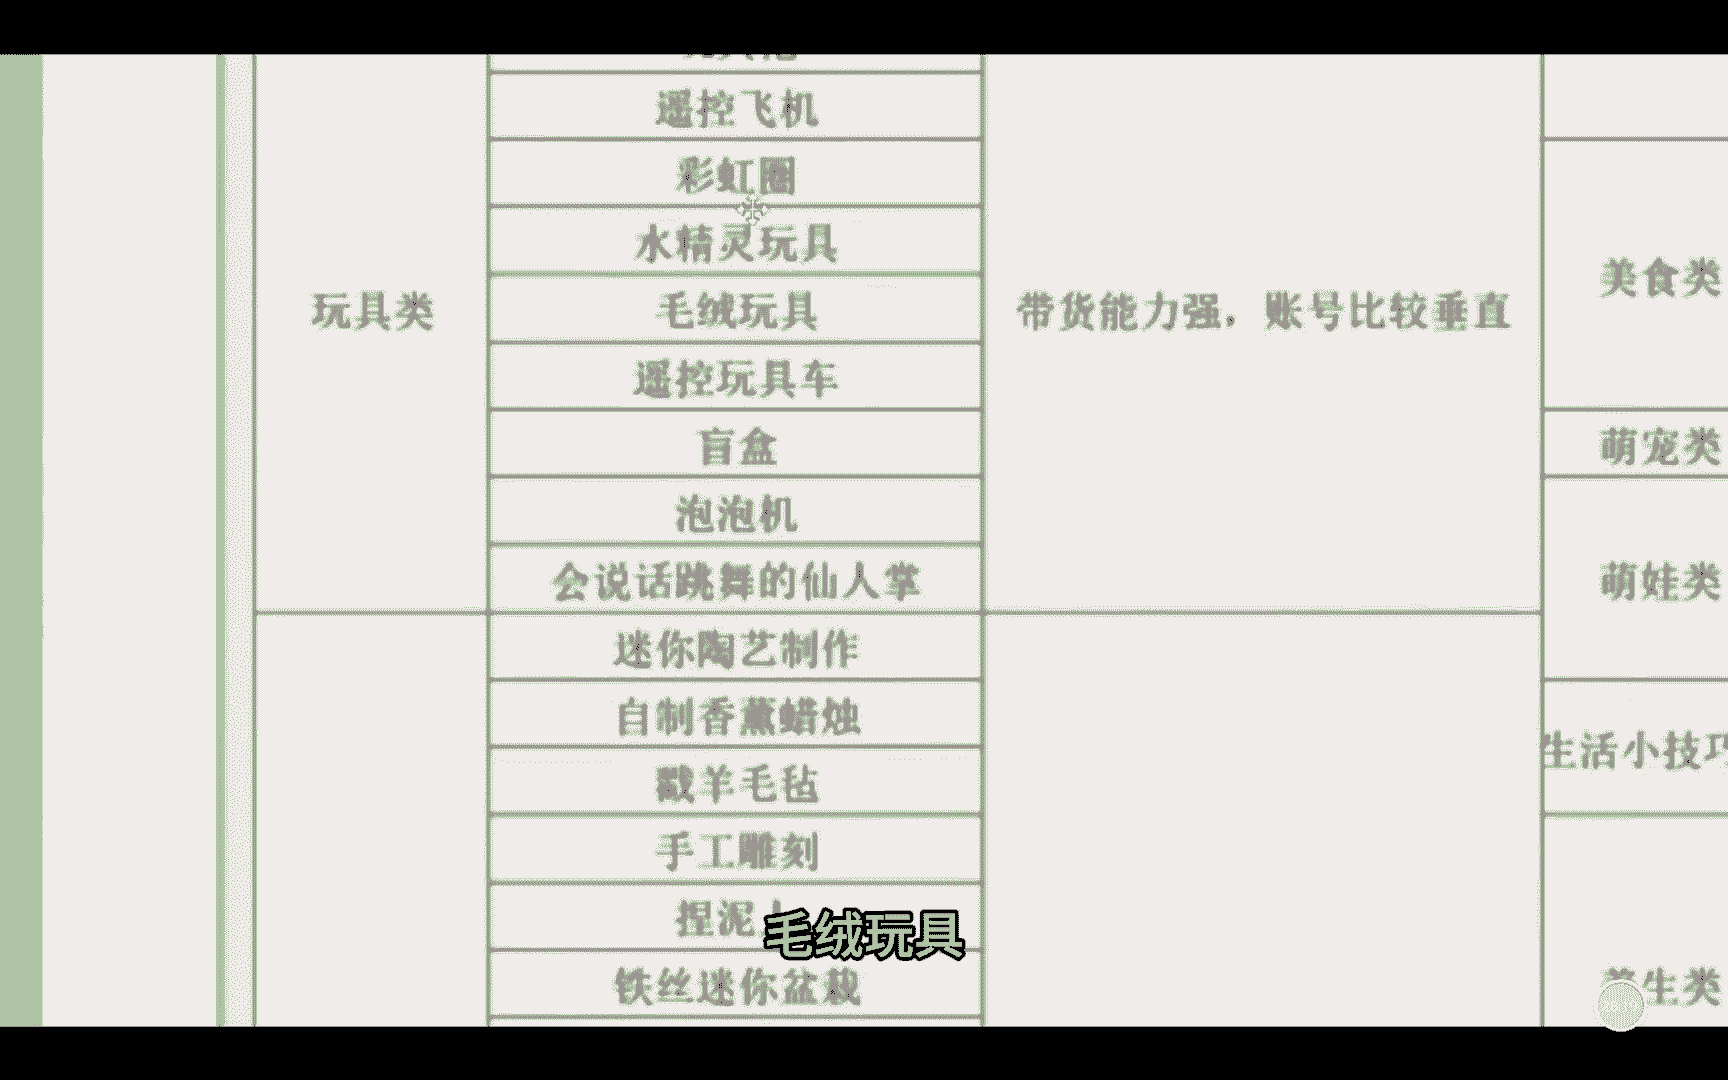 遥控飞机
彩虹圈
水精灵玩具
玩具类
毛绒玩具
带货能力强，账号比较垂直
遥控玩具车
盲盒
泡泡机
会说话跳舞的仙人掌
迷你陶艺制作
自制香薰蜡烛
戳羊毛毡
手工雕刻
捏泥人
铁丝迷你盆栽
美食类
萌宠类
萌娃类
生活小技巧
养生类
毛绒玩具